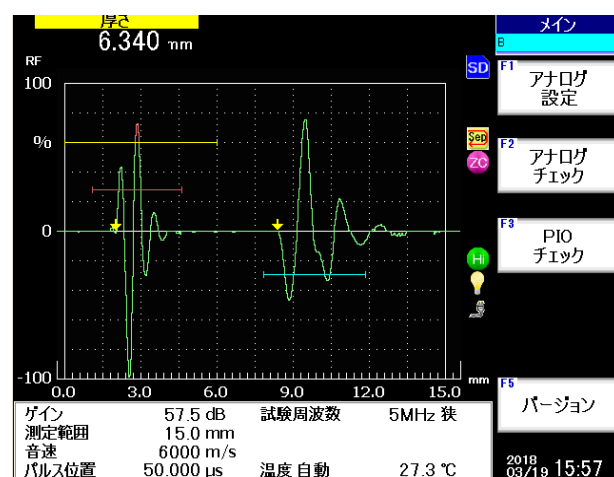 厚さ
6.340 mm
メイン
B
RF
100
%
0
-100
0.0 3.0 6.0 9.0 12.0 15.0
mm
SD
Sep
ZC
Hi
F1
アナログ
設定
F2
アナログ
チェック
F3
PIO
チェック
F5
バージョン
ゲイン 57.5 dB 試験周波数 5MHz 狭
測定範囲 15.0 mm
音速 6000 m/s
パルス位置 50.000 μs 温度 自動 27.3 ℃
2018
03/19 15:57